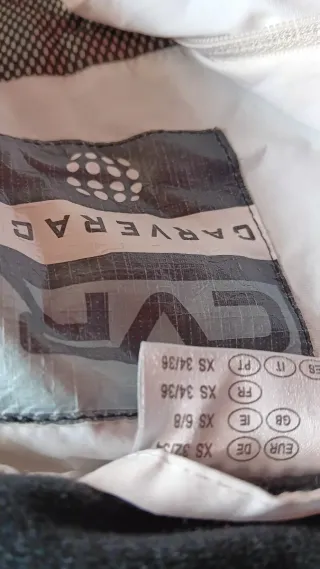 EUR DE XS 32/34
GB IE XS 6/8
FR XS 34/36
ES IT PT XS 34/36
CARVERAC